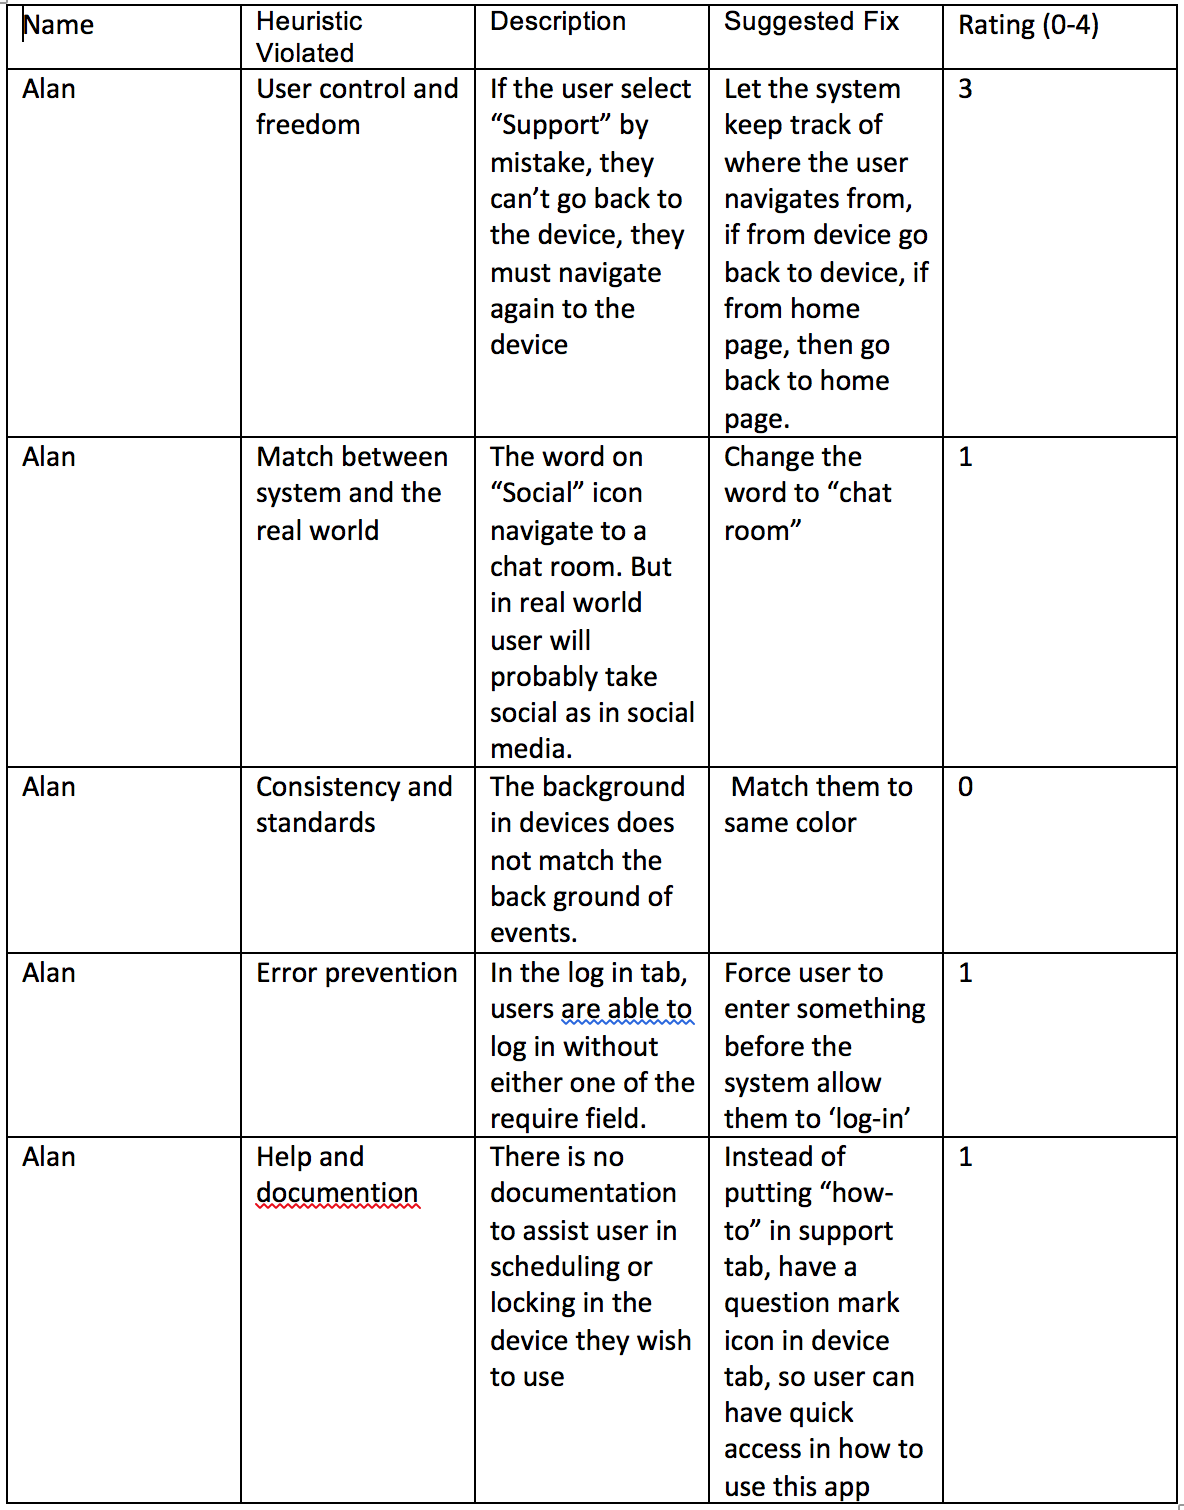 Name
Heuristic
Violated
Description
Suggested Fix
Rating (0-4)
Alan
User control and
freedom
If the user select
“Support” by
mistake, they
can’t go back to
the device, they
must navigate
again to the
device
Let the system
keep track of
where the user
navigates from,
if from device go
back to device, if
from home
page, then go
back to home
page.
3
Alan
Match between
system and the
real world
The word on
“Social” icon
navigate to a
chat room. But
in real world
user will
probably take
social as in social
media.
Change the
word to “chat
room”
1
Alan
Consistency and
standards
The background
in devices does
not match the
back ground of
events.
Match them to
same color
0
Alan
Error prevention
In the log in tab,
users are able to
log in without
either one of the
require field.
Force user to
enter something
before the
system allow
them to ‘log-in’
1
Alan
Help and
documention
There is no
documentation
to assist user in
scheduling or
locking in the
device they wish
to use
Instead of
putting “how-
to” in support
tab, have a
question mark
icon in device
tab, so user can
have quick
access in how to
use this app
1